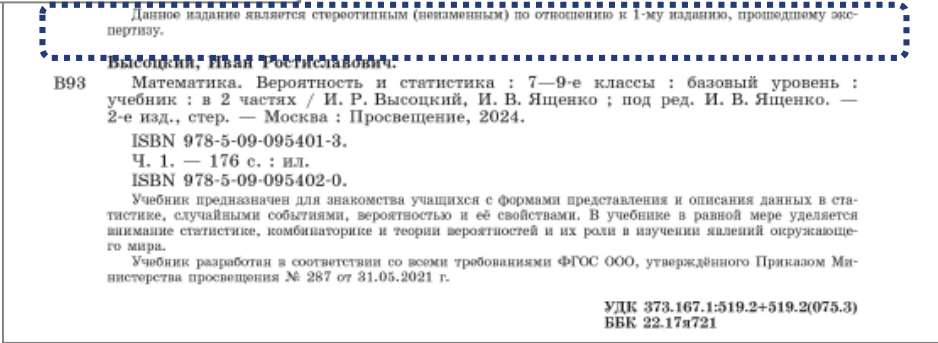 Данное издание является стереотипным (неизменным) по отношению к 1-му изданию, прошедшему экс-
пертизу.
Высоцкий, Иван Ростиславович.
В93 Математика. Вероятность и статистика : 7—9-е классы : базовый уровень :
учебник : в 2 частях / И. Р. Высоцкий, И. В. Ященко ; под ред. И. В. Ященко. —
2-е изд., стер. — Москва : Просвещение, 2024.
ISBN 978-5-09-095401-3.
Ч. 1. — 176 с. : ил.
ISBN 978-5-09-095402-0.
Учебник предназначен для знакомства учащихся с формами представления и описания данных в ста-
тистике, случайными событиями, вероятностью и её свойствами. В учебнике в равной мере уделяется
внимание статистике, комбинаторике и теории вероятностей и их роли в изучении явлений окружающе-
го мира.
Учебник разработан в соответствии со всеми требованиями ФГОС ООО, утверждённого Приказом Ми-
нистерства просвещения № 287 от 31.05.2021 г.
УДК 373.167.1:519.2+519.2(075.3)
ББК 22.17я721